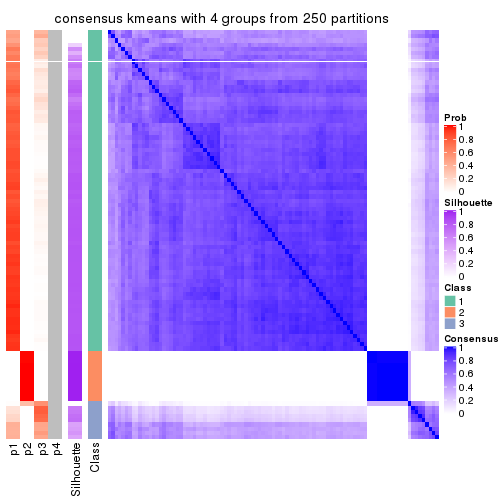 consensus kmeans with 4 groups from 250 partitions
Prob
1
0.8
0.6
0.4
0.2
0
Silhouette
1
0.8
0.6
0.4
0.2
0
Class
1
2
3
Consensus
1
0.8
0.6
0.4
0.2
0
p1
p2
p3
p4
Silhouette
Class